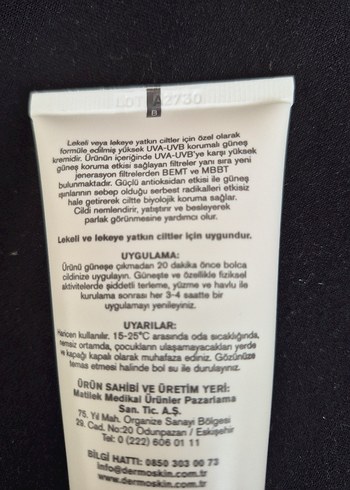 LOT A2730
Lekeli veya lekeye yatkın ciltler için özel olarak
formüle edilmiş yüksek UVA-UVB korumalı güneş
kremidir. Ürünün içeriğinde UVA-UVB'ye karşı yüksek
güneş koruma etkisi sağlayan filtreler yanı sıra yeni
jenerasyon filtrelerden BEMT ve MBBT
bulunmaktadır. Güçlü antioksidan etkisi ile güneş
ışınlarının sebep olduğu serbest radikalleri etkisiz
hale getirerek ciltte biyolojik koruma sağlar.
Cildi nemlendirir, yatıştırır ve besleyerek
parlak görünmesine yardımcı olur.
Lekeli ve lekeye yatkın ciltler için uygundur.
UYGULAMA:
Ürünü güneşe çıkmadan 20 dakika önce bolca
cildinize uygulayın. Güneşte ve özellikle fiziksel
aktivitelerde şiddetli terleme, yüzme ve havlu ile
kurulama sonrası her 3-4 saatte bir
uygulamayı yenileyiniz.
UYARILAR:
Haricen kullanılır. 15-25°C arasında oda sıcaklığında,
nemsiz ortamda, çocukların ulaşamayacakları yerde
ve kapağı kapalı olarak muhafaza ediniz. Gözünüze
temas etmesi halinde bol su ile durulayınız.
ÜRÜN SAHİBİ VE ÜRETİM YERİ:
Matilek Medikal Ürünler Pazarlama
San. Tic. A.Ş.
75. Yıl Mah. Organize Sanayi Bölgesi
29. Cad. No:20 Odunpazarı / Eskişehir
Tel: 0 (222) 606 01 11
BİLGİ HATTI: 0850 303 00 73
info@dermoskin.com
www.dermoskin.com